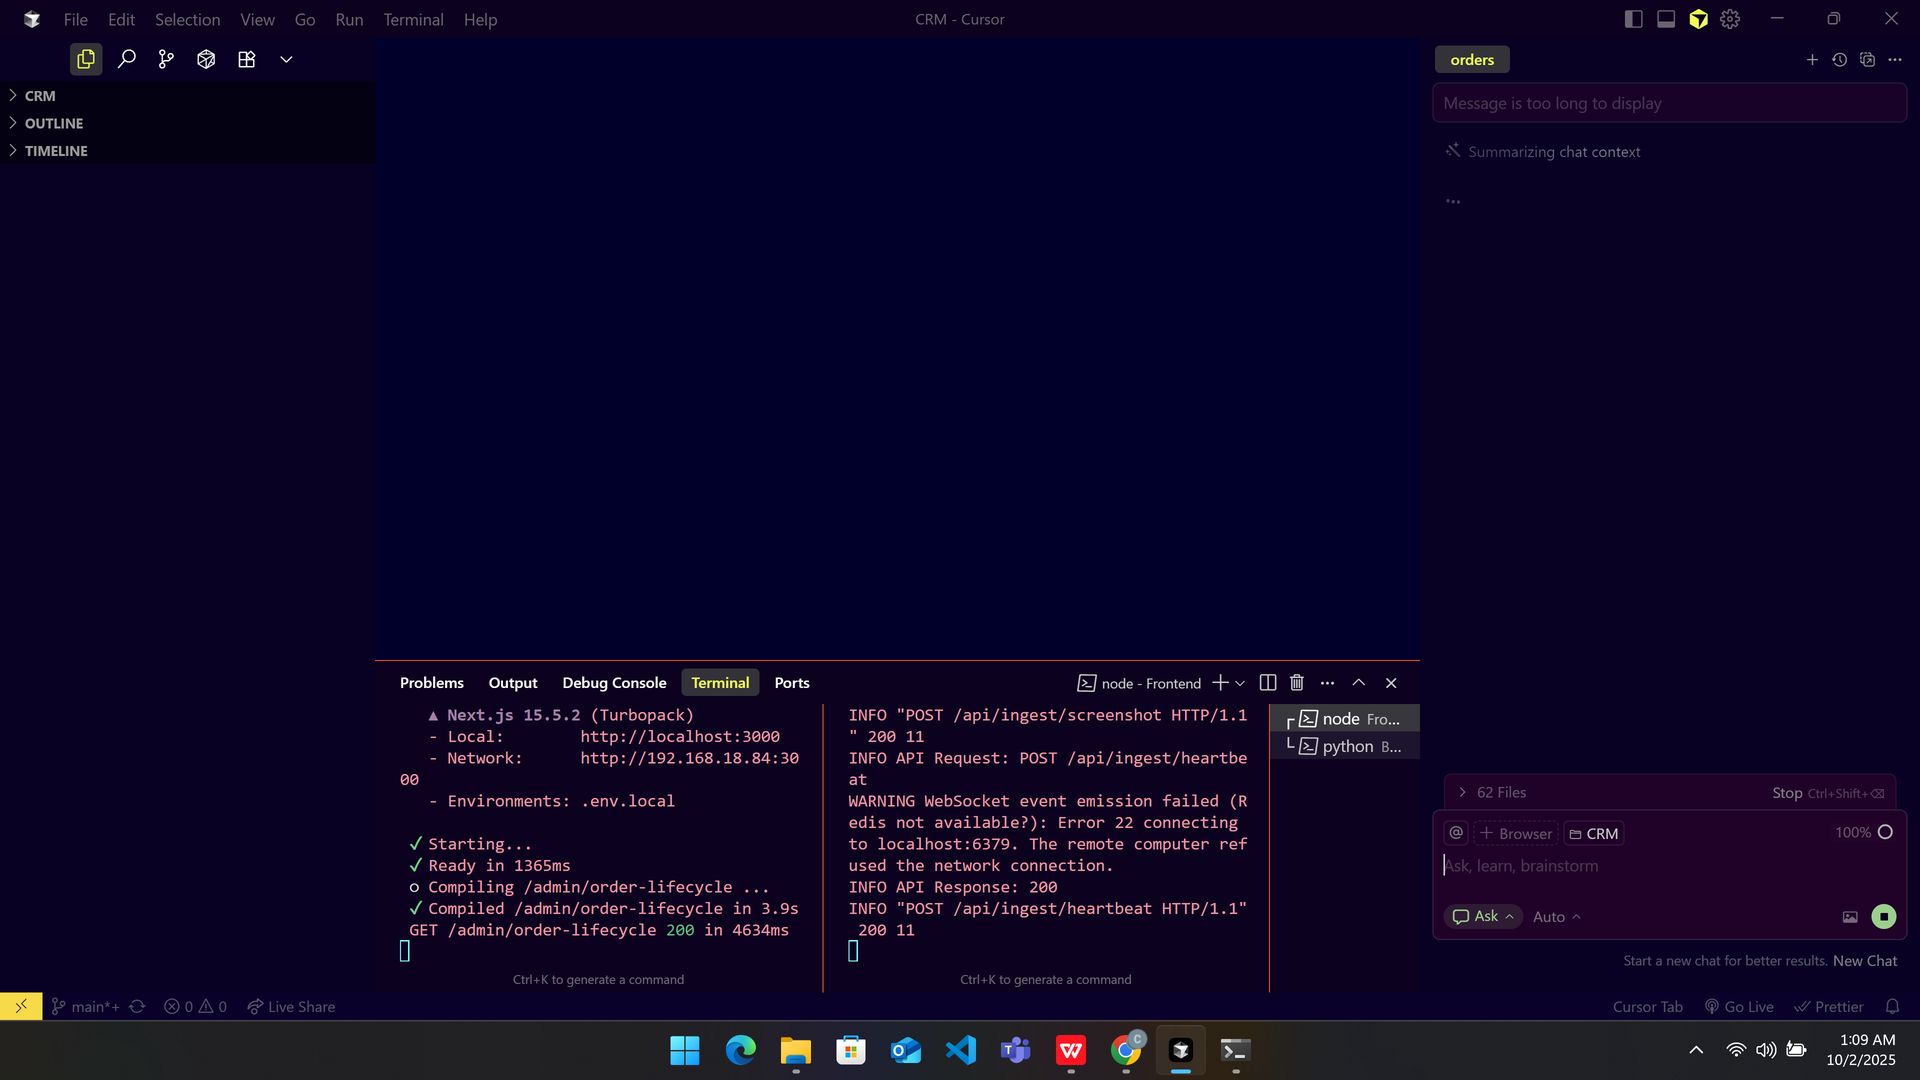 File Edit Selection View Go Run Terminal Help
CRM - Cursor
CRM
OUTLINE
TIMELINE
orders
Message is too long to display
Summarizing chat context
...
Problems Output Debug Console Terminal Ports
node - Frontend
▲ Next.js 15.5.2 (Turbopack)
- Local: http://localhost:3000
- Network: http://192.168.18.84:30
00
- Environments: .env.local
✓ Starting...
✓ Ready in 1365ms
○ Compiling /admin/order-lifecycle ...
✓ Compiled /admin/order-lifecycle in 3.9s
GET /admin/order-lifecycle 200 in 4634ms
Ctrl+K to generate a command
INFO "POST /api/ingest/screenshot HTTP/1.1
" 200 11
INFO API Request: POST /api/ingest/heartbe
at
WARNING WebSocket event emission failed (R
edis not available?): Error 22 connecting
to localhost:6379. The remote computer ref
used the network connection.
INFO API Response: 200
INFO "POST /api/ingest/heartbeat HTTP/1.1"
200 11
Ctrl+K to generate a command
node Fro...
python B...
62 Files
Stop Ctrl+Shift+⌫
@ + Browser CRM
100%
Ask, learn, brainstorm
Ask Auto
Start a new chat for better results. New Chat
main*+ 0 0 Live Share
Cursor Tab Go Live Prettier
C
1:09 AM
10/2/2025